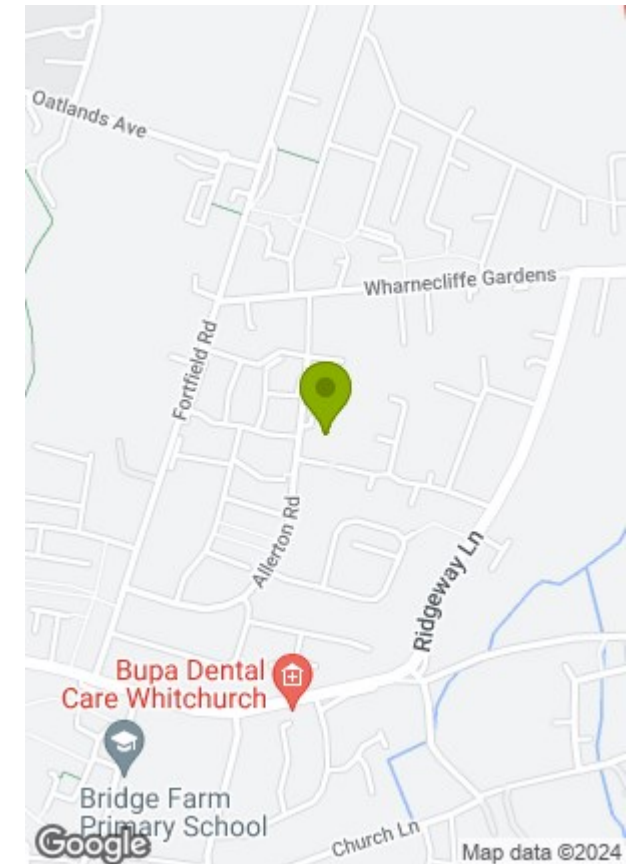 Oatlands Ave
Wharnecliffe Gardens
Fortfield Rd
Allerton Rd
Ridgeway Ln
Bupa Dental
Care Whitchurch
Bridge Farm
Primary School
Church Ln
Google
Map data ©2024